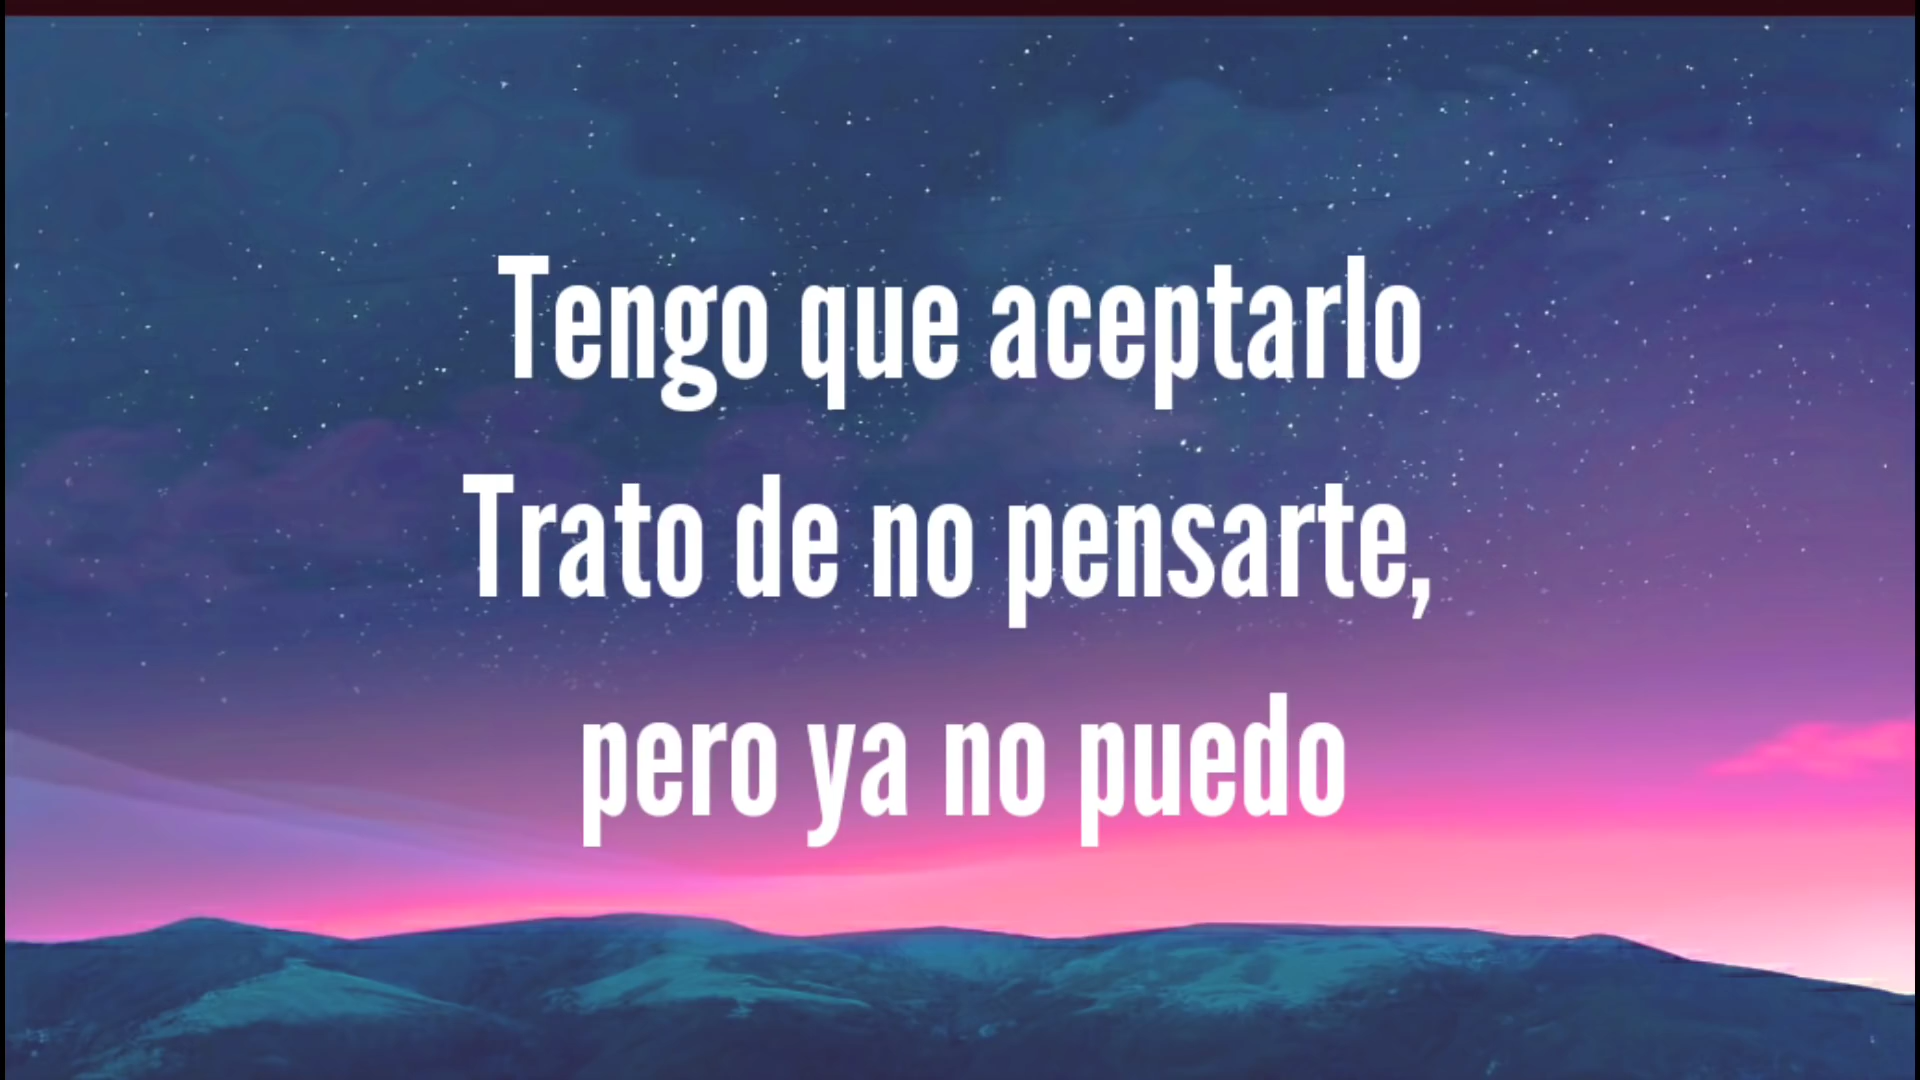 Tengo que aceptarlo
Trato de no pensarte,
pero ya no puedo